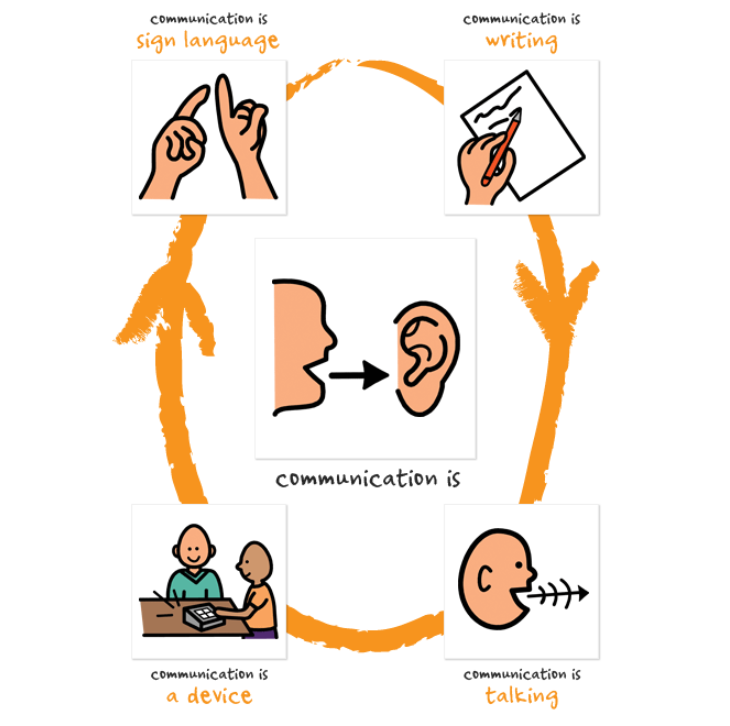 communication is
sign language
communication is
writing
communication is
communication is
a device
communication is
talking